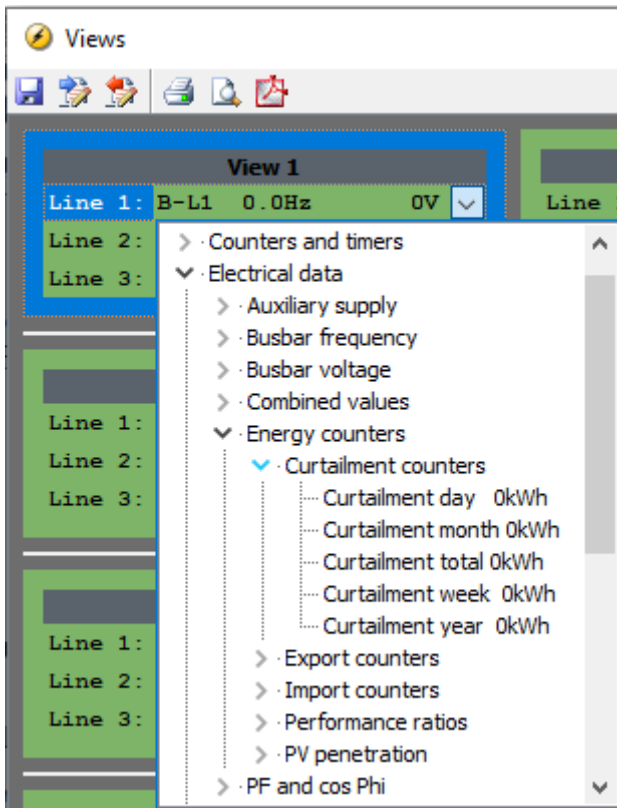 Views
View 1
Line 1: B-L1 0.0Hz 0V
Line
Line 2:
Line 3:
Counters and timers
Electrical data
Auxiliary supply
Busbar frequency
Busbar voltage
Combined values
Energy counters
Curtailment counters
Curtailment day 0kWh
Curtailment month 0kWh
Curtailment total 0kWh
Curtailment week 0kWh
Curtailment year 0kWh
Export counters
Import counters
Performance ratios
PV penetration
PF and cos Phi
Line 1:
Line 2:
Line 3:
Line 1:
Line 2:
Line 3: